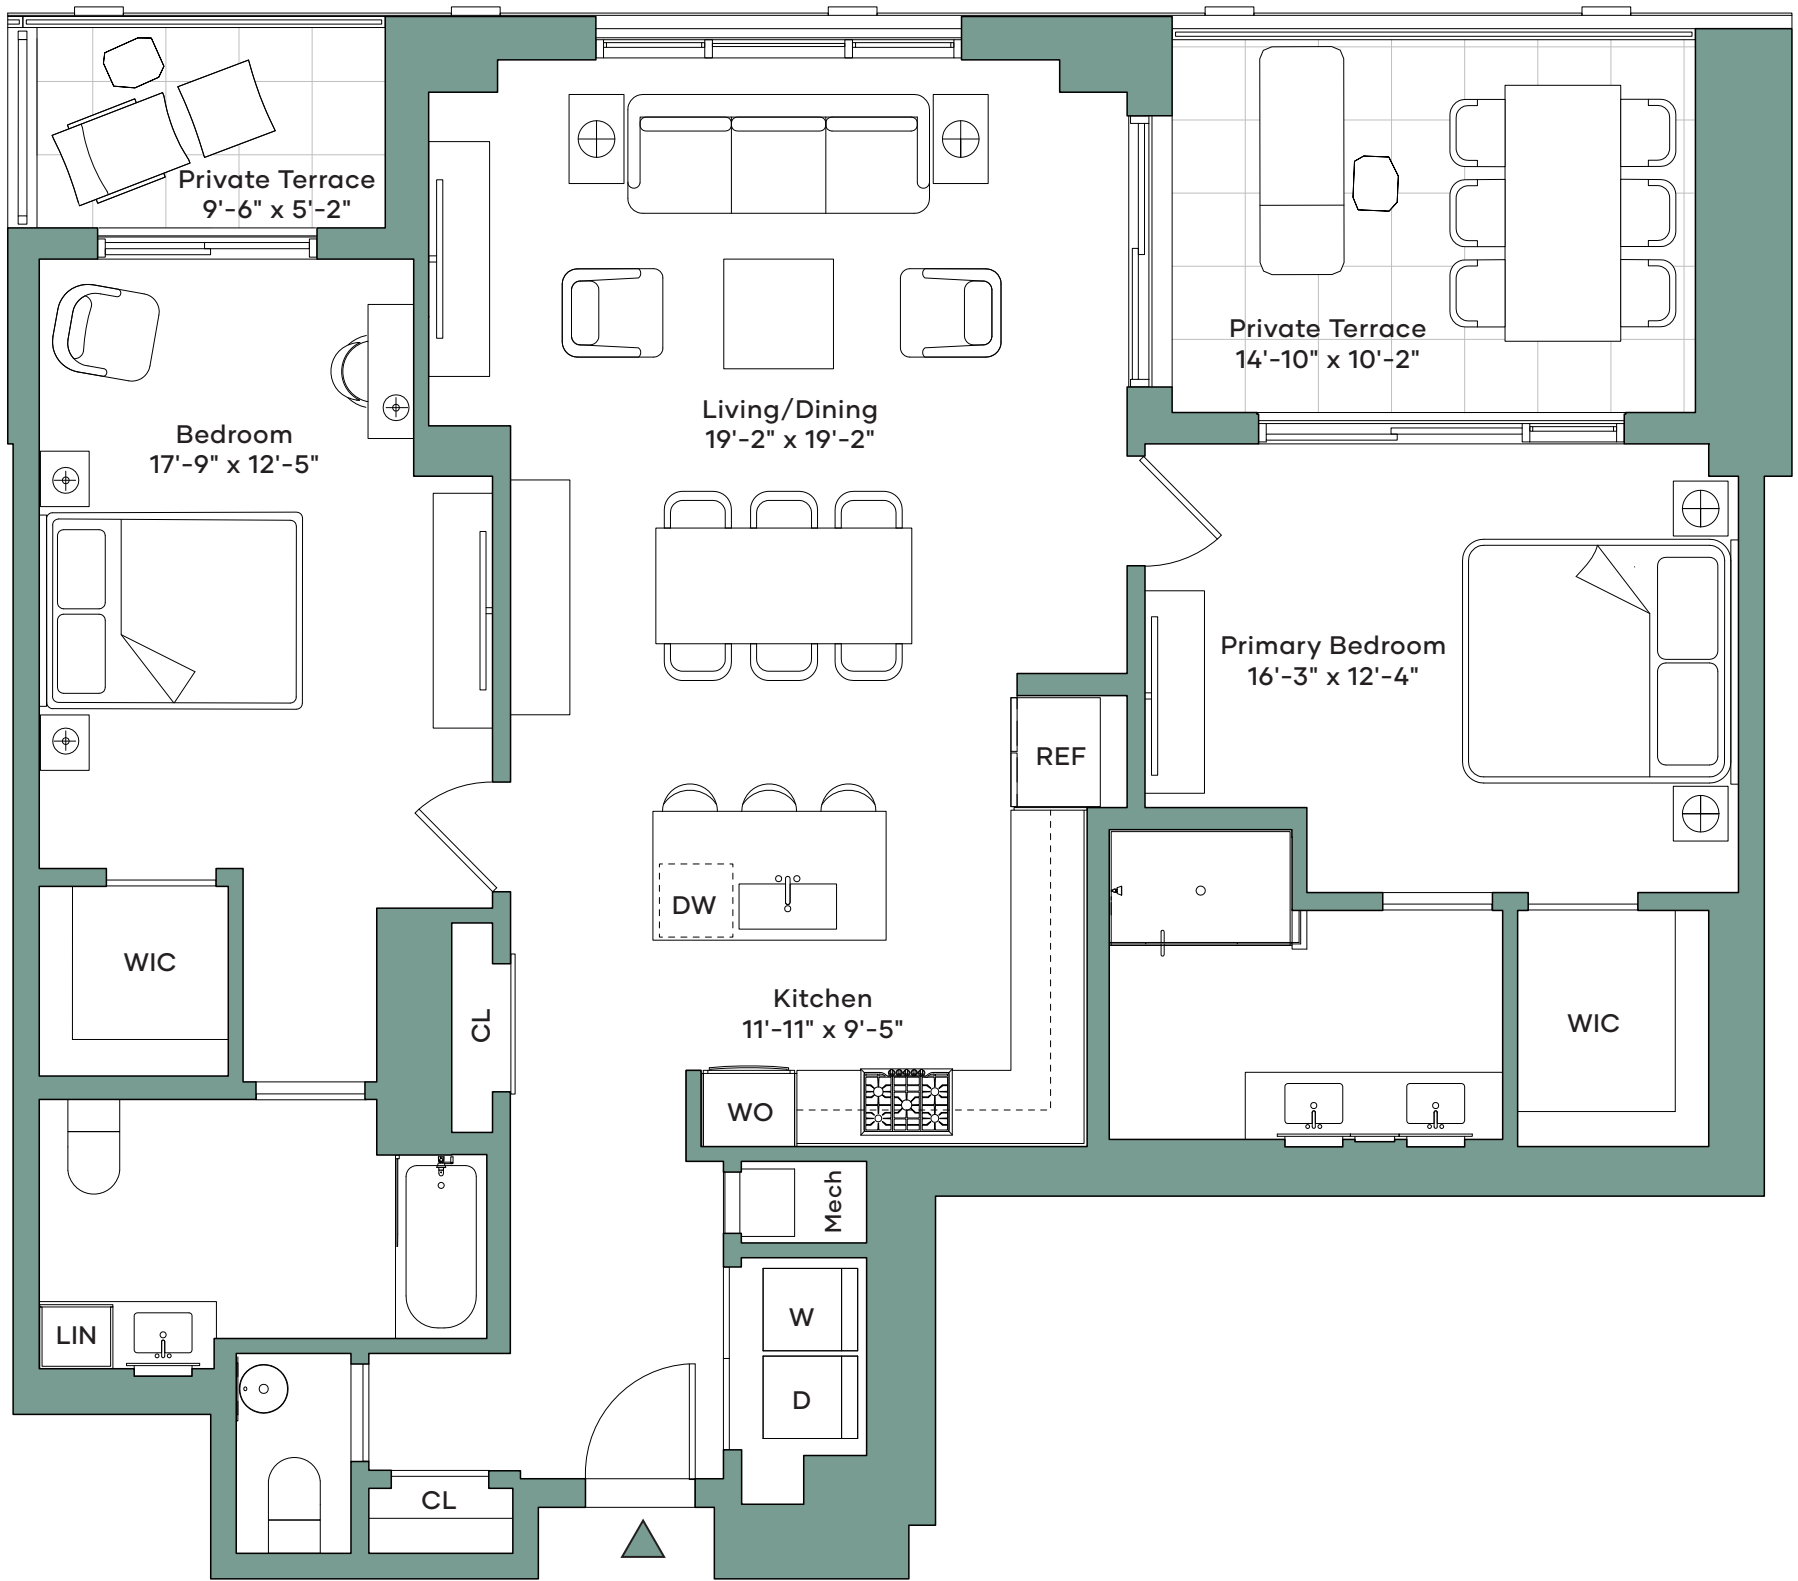 Private Terrace
9'-6" x 5'-2"
Private Terrace
14'-10" x 10'-2"
Living/Dining
19'-2" x 19'-2"
Bedroom
17'-9" x 12'-5"
Primary Bedroom
16'-3" x 12'-4"
REF
DW
WIC
CL
Kitchen
11'-11" x 9'-5"
WIC
WO
Mech
W
LIN
D
CL